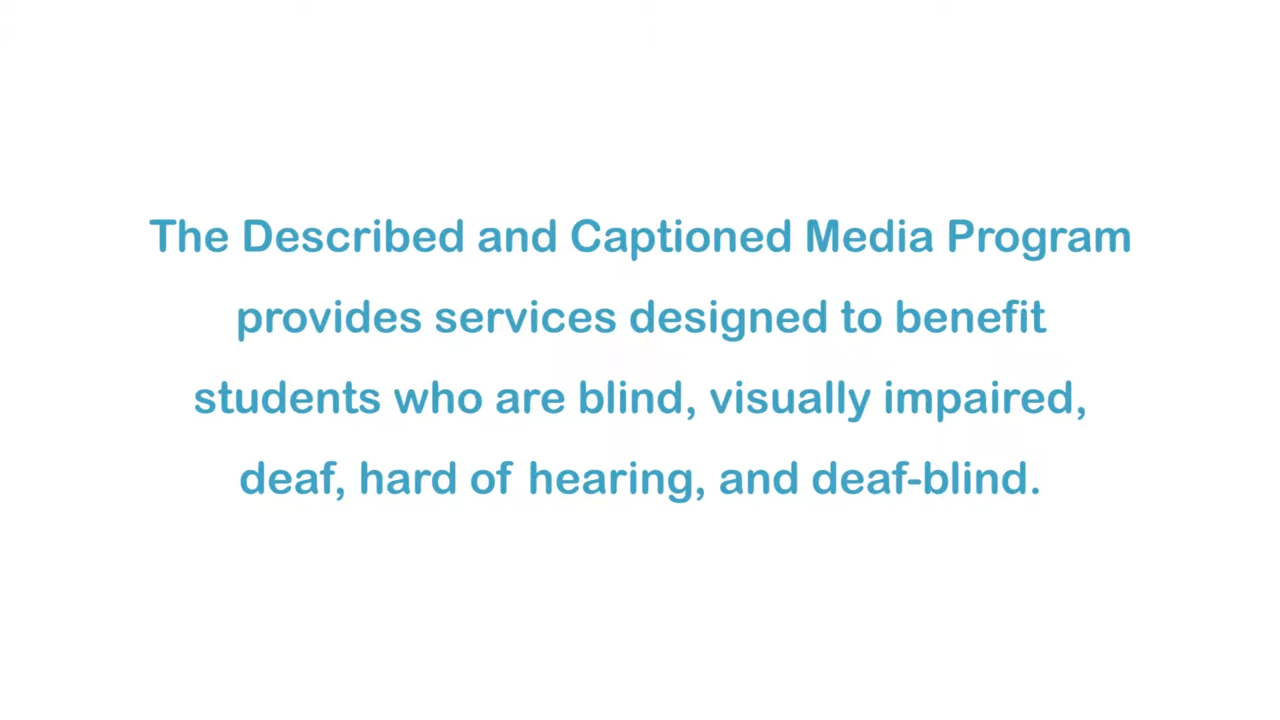 The Described and Captioned Media Program
provides services designed to benefit
students who are blind, visually impaired,
deaf, hard of hearing, and deaf-blind.